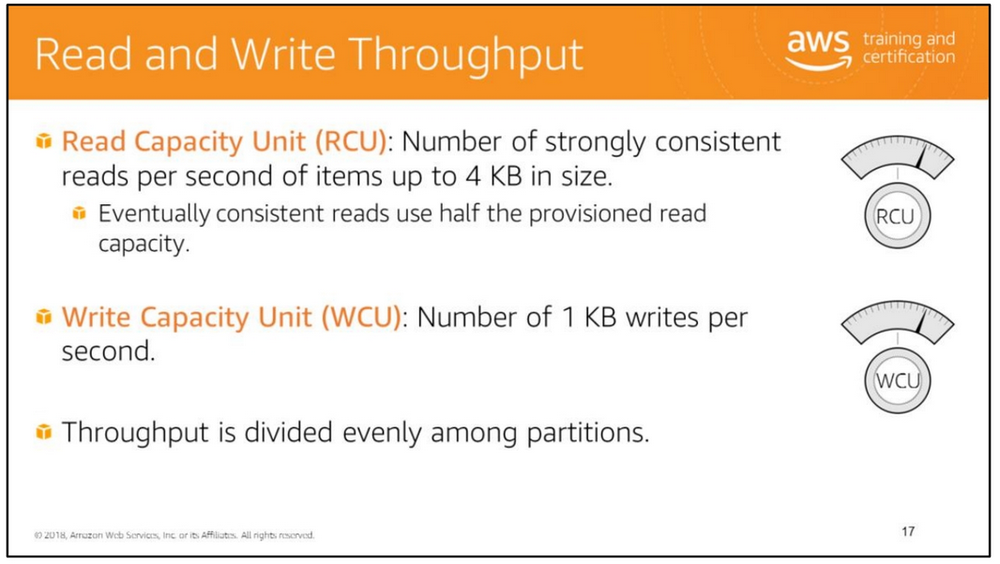 Read and Write Throughput
aws training and
certification
Read Capacity Unit (RCU): Number of strongly consistent
reads per second of items up to 4 KB in size.
Eventually consistent reads use half the provisioned read
capacity.
RCU
Write Capacity Unit (WCU): Number of 1 KB writes per
second.
WCU
Throughput is divided evenly among partitions.
© 2018, Amazon Web Services, Inc. or its Affiliates. All rights reserved.
17